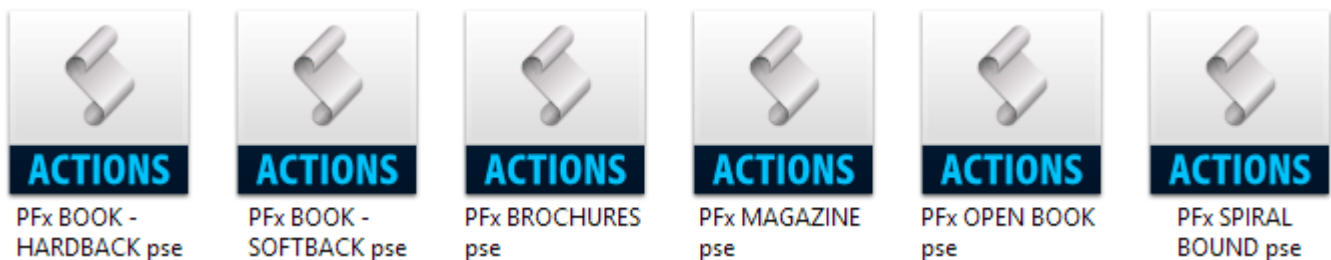 ACTIONS
PFx BOOK -
HARDBACK pse
ACTIONS
PFx BOOK -
SOFTBACK pse
ACTIONS
PFx BROCHURES
pse
ACTIONS
PFx MAGAZINE
pse
ACTIONS
PFx OPEN BOOK
pse
ACTIONS
PFx SPIRAL
BOUND pse